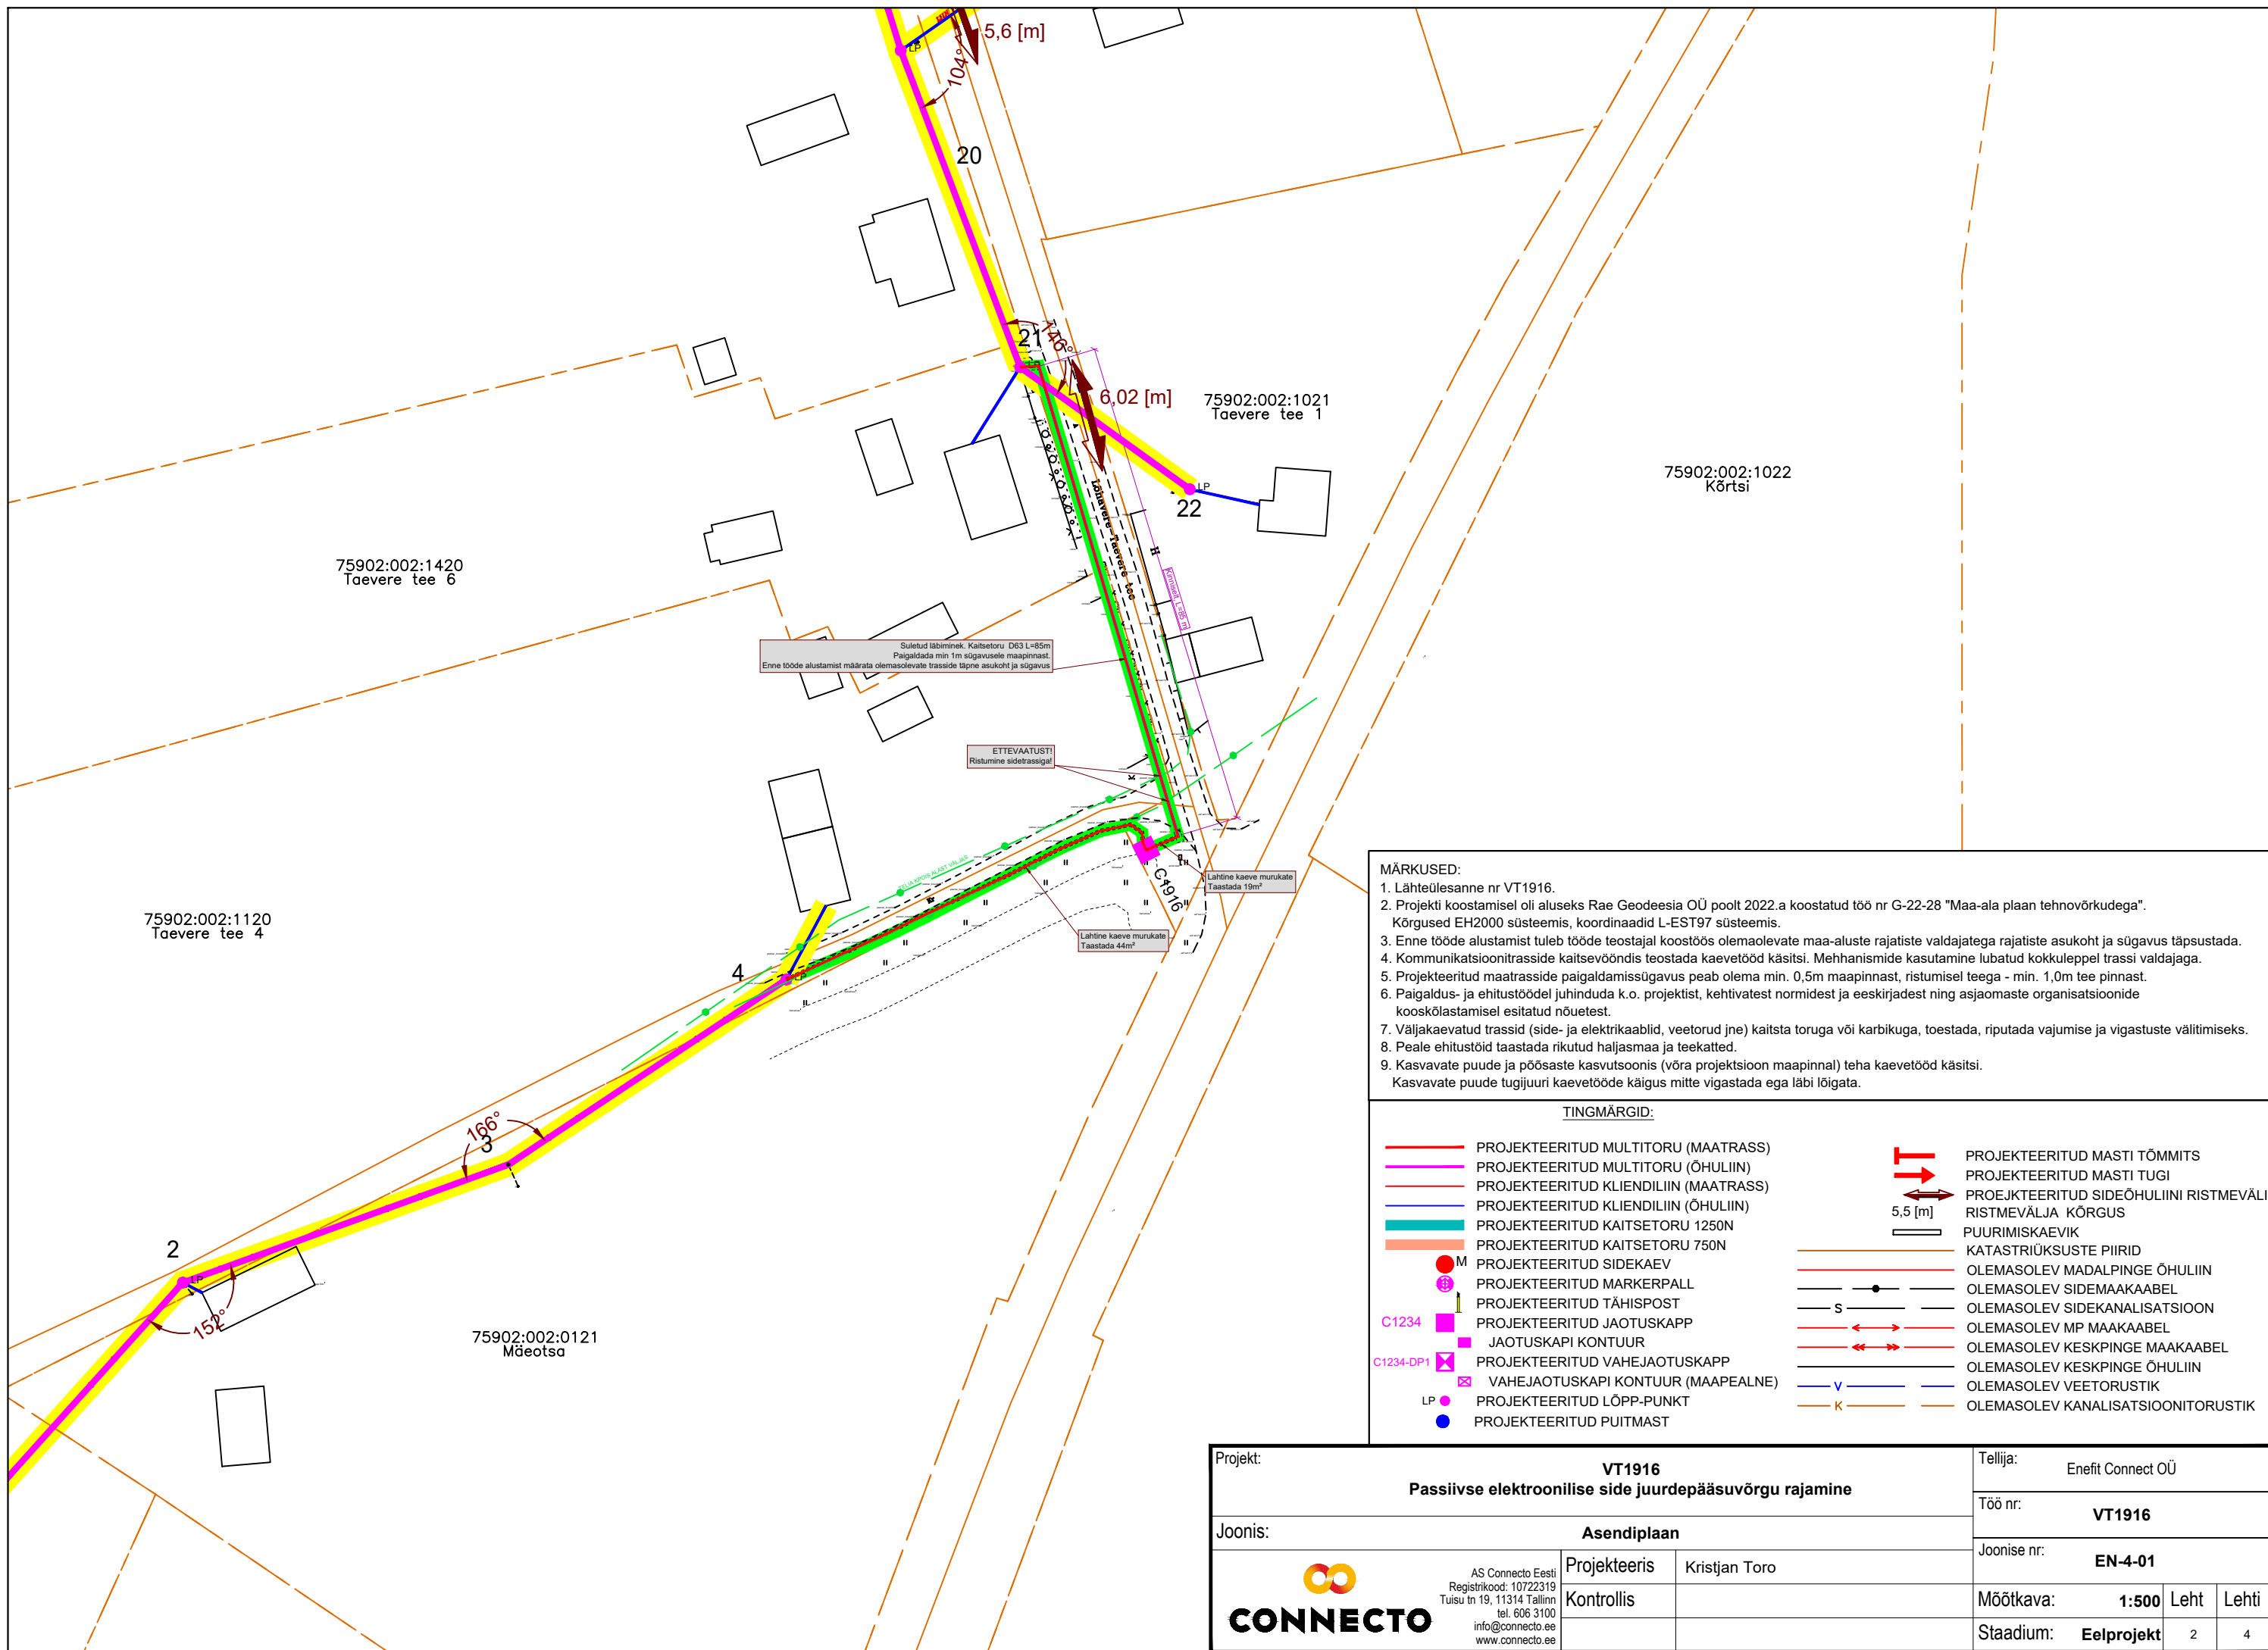 5,6 [m]
LP
104°
20
21
146°
LP
6,02 [m]
75902:002:1021
Taevere tee 1
75902:002:1022
Kõrtsi
LP
22
Lõhavere-Taevere tee
H
Kinniselt L=85 m
75902:002:1420
Taevere tee 6
Suletud läbiminek. Kaitsetoru D63 L=85m
Paigaldada min 1m sügavusele maapinnast.
Enne tööde alustamist määrata olemasolevate trasside täpne asukoht ja sügavus
ETTEVAATUST!
Ristumine sidetrassiga!
C1916
Lahtine kaeve murukate
Taastada 19m²
Lahtine kaeve murukate
Taastada 44m²
75902:002:1120
Taevere tee 4
4
LP
166°
3
2
LP
152°
75902:002:0121
Mäeotsa
MÄRKUSED:
1. Lähteülesanne nr VT1916.
2. Projekti koostamisel oli aluseks Rae Geodeesia OÜ poolt 2022.a koostatud töö nr G-22-28 "Maa-ala plaan tehnovõrkudega".
Kõrgused EH2000 süsteemis, koordinaadid L-EST97 süsteemis.
3. Enne tööde alustamist tuleb tööde teostajal koostöös olemaolevate maa-aluste rajatiste valdajatega rajatiste asukoht ja sügavus täpsustada.
4. Kommunikatsioonitrasside kaitsevööndis teostada kaevetööd käsitsi. Mehhanismide kasutamine lubatud kokkuleppel trassi valdajaga.
5. Projekteeritud maatrasside paigaldamissügavus peab olema min. 0,5m maapinnast, ristumisel teega - min. 1,0m tee pinnast.
6. Paigaldus- ja ehitustöödel juhinduda k.o. projektist, kehtivatest normidest ja eeskirjadest ning asjaomaste organisatsioonide
kooskõlastamisel esitatud nõuetest.
7. Väljakaevatud trassid (side- ja elektrikaablid, veetorud jne) kaitsta toruga või karbikuga, toestada, riputada vajumise ja vigastuste välitimiseks.
8. Peale ehitustöid taastada rikutud haljasmaa ja teekatted.
9. Kasvavate puude ja põõsaste kasvutsoonis (võra projektsioon maapinnal) teha kaevetööd käsitsi.
Kasvavate puude tugijuuri kaevetööde käigus mitte vigastada ega läbi lõigata.
TINGMÄRGID:
PROJEKTEERITUD MULTITORU (MAATRASS)
PROJEKTEERITUD MULTITORU (ÕHULIIN)
PROJEKTEERITUD KLIENDILIIN (MAATRASS)
PROJEKTEERITUD KLIENDILIIN (ÕHULIIN)
PROJEKTEERITUD KAITSETORU 1250N
PROJEKTEERITUD KAITSETORU 750N
M PROJEKTEERITUD SIDEKAEV
PROJEKTEERITUD MARKERPALL
PROJEKTEERITUD TÄHISPOST
C1234 PROJEKTEERITUD JAOTUSKAPP
JAOTUSKAPI KONTUUR
C1234-DP1 PROJEKTEERITUD VAHEJAOTUSKAPP
VAHEJAOTUSKAPI KONTUUR (MAAPEALNE)
LP PROJEKTEERITUD LÕPP-PUNKT
PROJEKTEERITUD PUITMAST
PROJEKTEERITUD MASTI TÕMMITS
PROJEKTEERITUD MASTI TUGI
PROEJKTEERITUD SIDEÕHULIINI RISTMEVÄLI
5,5 [m] RISTMEVÄLJA KÕRGUS
PUURIMISKAEVIK
KATASTRIÜKSUSTE PIIRID
OLEMASOLEV MADALPINGE ÕHULIIN
OLEMASOLEV SIDEMAAKAABEL
S OLEMASOLEV SIDEKANALISATSIOON
OLEMASOLEV MP MAAKAABEL
OLEMASOLEV KESKPINGE MAAKAABEL
OLEMASOLEV KESKPINGE ÕHULIIN
V OLEMASOLEV VEETORUSTIK
K OLEMASOLEV KANALISATSIOONITORUSTIK
Projekt:
VT1916
Passiivse elektroonilise side juurdepääsuvõrgu rajamine
Joonis:
Asendiplaan
CONNECTO
AS Connecto Eesti
Registrikood: 10722319
Tuisu tn 19, 11314 Tallinn
tel. 606 3100
info@connecto.ee
www.connecto.ee
Projekteeris Kristjan Toro
Kontrollis
Tellija:
Enefit Connect OÜ
Töö nr:
VT1916
Joonise nr:
EN-4-01
Mõõtkava: 1:500 Leht Lehti
Staadium: Eelprojekt 2 4